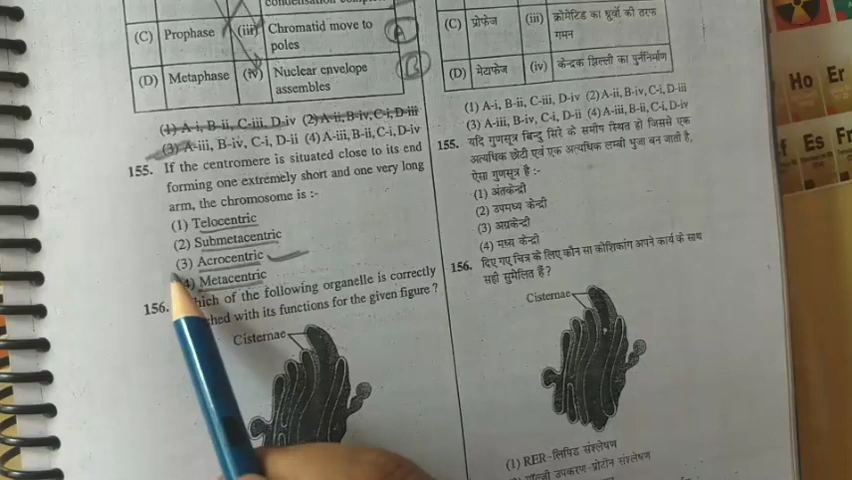 condensation
(C) Prophase (iii) Chromatid move to poles
(D) Metaphase (iv) Nuclear envelope assembles
A
B
(1) A-i, B-ii, C-iii, D-iv (2) A-ii, B-iv, C-i, D-iii
(3) A-iii, B-iv, C-i, D-ii (4) A-iii, B-ii, C-i, D-iv
155. If the centromere is situated close to its end
forming one extremely short and one very long
arm, the chromosome is :-
(1) Telocentric
(2) Submetacentric
(3) Acrocentric
(4) Metacentric
156. of the following organelle is correctly
with its functions for the given figure ?
Cisternae
(C) प्रोफेज (iii) क्रोमेटिड का ध्रुवों की तरफ गमन
(D) मेटाफेज (iv) केन्द्रक झिल्ली का पुर्ननिर्माण
(1) A-i, B-ii, C-iii, D-iv (2) A-ii, B-iv, C-i, D-iii
(3) A-iii, B-iv, C-i, D-ii (4) A-iii, B-ii, C-i, D-iv
155. यदि गुणसूत्र बिन्दु सिरे के समीप स्थित हो जिससे एक
अत्यधिक छोटी एवं एक अत्यधिक लम्बी भुजा बन जाती है,
ऐसा गुणसूत्र है :-
(1) अंतकेन्द्री
(2) उपमध्य केन्द्री
(3) अग्रकेन्द्री
(4) मध्य केन्द्री
156. दिए गए चित्र के लिए कौन सा कोशिकांग अपने कार्य के साथ
सही सुमेलित है?
Cisternae
(1) RER-लिपिड संश्लेषण
गॉल्जी उपकरण-प्रोटीन संश्लेषण
Ho Er
Es